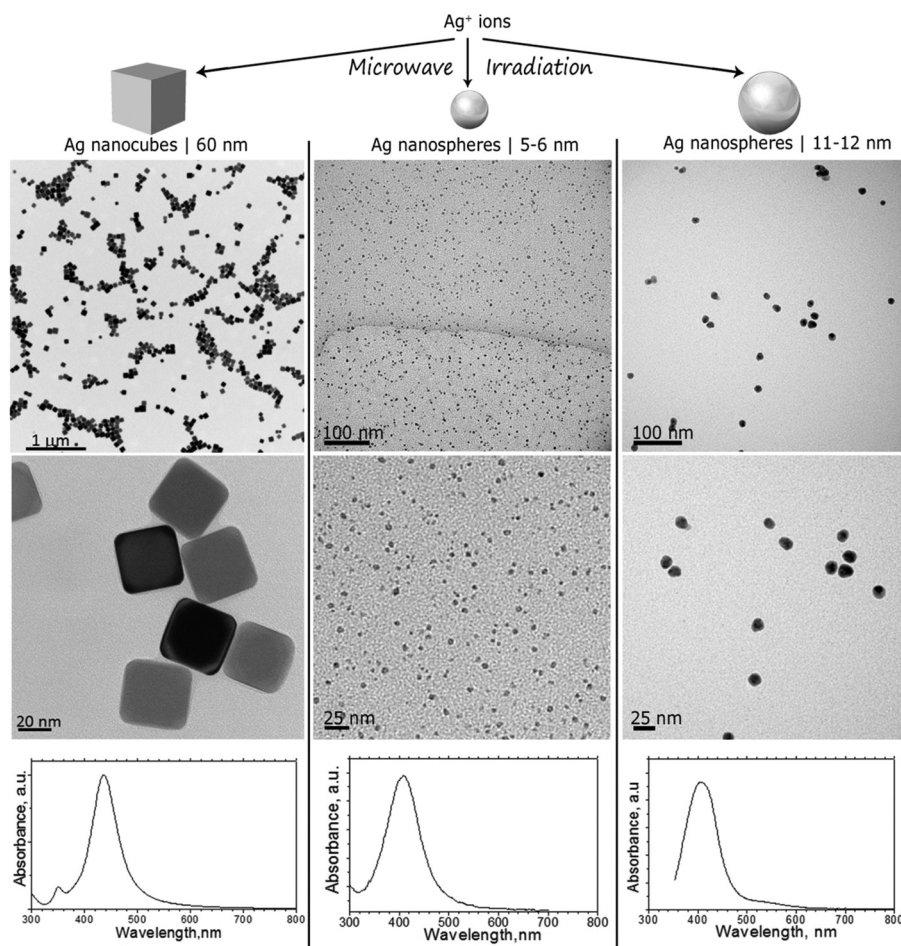 Ag⁺ ions
Microwave Irradiation
Ag nanocubes | 60 nm
Ag nanospheres | 5-6 nm
Ag nanospheres | 11-12 nm
1 µm
100 nm
100 nm
20 nm
25 nm
25 nm
Absorbance, a.u.
300 400 500 600 700 800
Wavelength,nm
Absorbance, a.u.
300 400 500 600 700 800
Wavelength,nm
Absorbance, a.u
300 400 500 600 700 800
Wavelength,nm